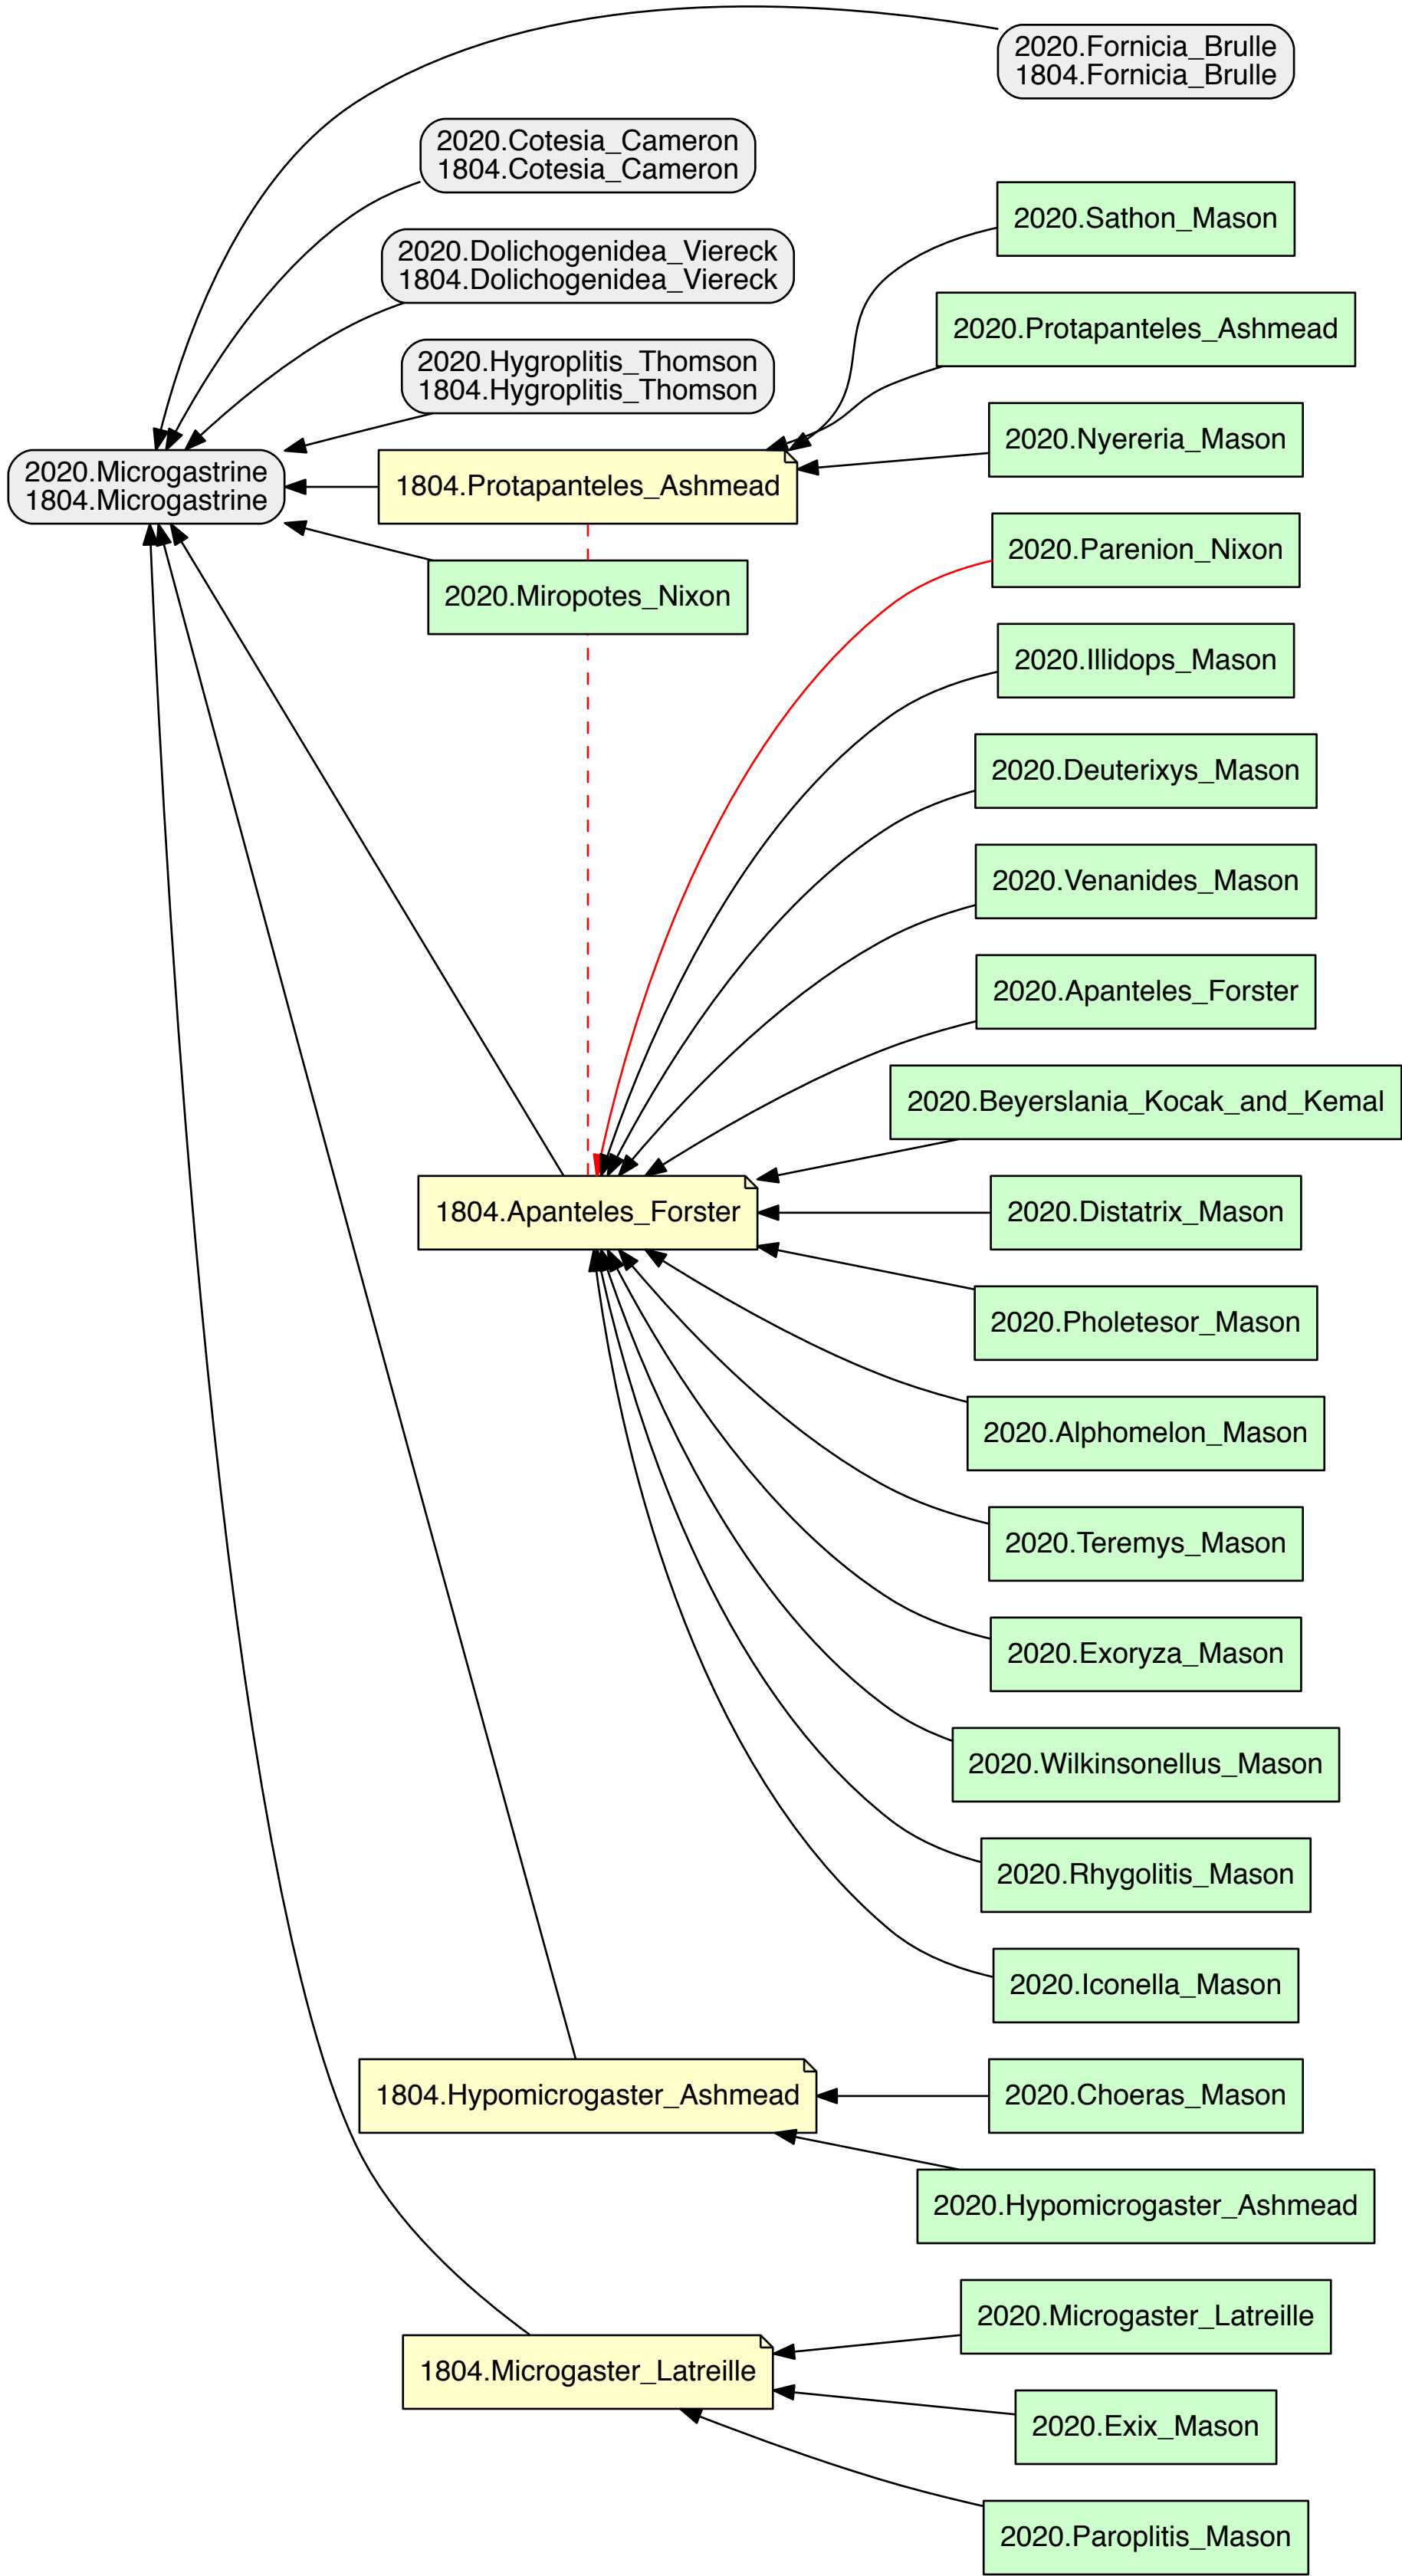 2020.Fornicia_Brulle
1804.Fornicia_Brulle
2020.Cotesia_Cameron
1804.Cotesia_Cameron
2020.Sathon_Mason
2020.Dolichogenidea_Viereck
1804.Dolichogenidea_Viereck
2020.Protapanteles_Ashmead
2020.Hygroplitis_Thomson
1804.Hygroplitis_Thomson
2020.Nyereria_Mason
2020.Microgastrine
1804.Microgastrine
1804.Protapanteles_Ashmead
2020.Parenion_Nixon
2020.Miropotes_Nixon
2020.Illidops_Mason
2020.Deuterixys_Mason
2020.Venanides_Mason
2020.Apanteles_Forster
2020.Beyerslania_Kocak_and_Kemal
1804.Apanteles_Forster
2020.Distatrix_Mason
2020.Pholetesor_Mason
2020.Alphomelon_Mason
2020.Teremys_Mason
2020.Exoryza_Mason
2020.Wilkinsonellus_Mason
2020.Rhygolitis_Mason
2020.Iconella_Mason
1804.Hypomicrogaster_Ashmead
2020.Choeras_Mason
2020.Hypomicrogaster_Ashmead
2020.Microgaster_Latreille
1804.Microgaster_Latreille
2020.Exix_Mason
2020.Paroplitis_Mason